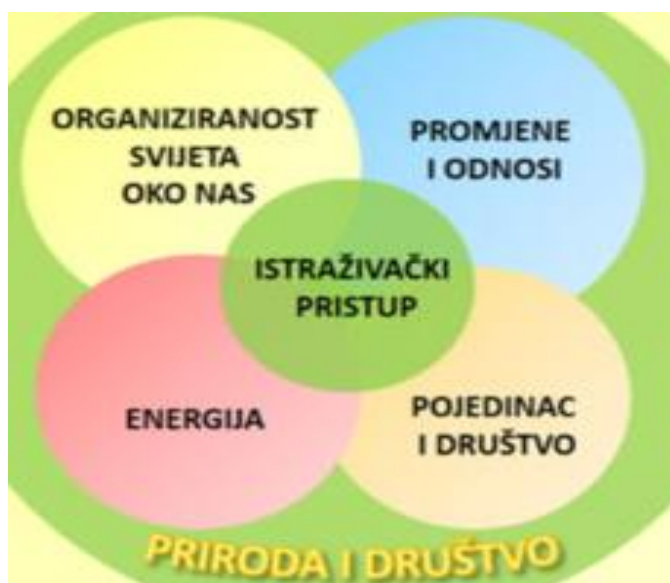 ORGANIZIRANOST
SVIJETA
OKO NAS
PROMJENE
I ODNOSI
ISTRAŽIVAČKI
PRISTUP
ENERGIJA
POJEDINAC
I DRUŠTVO
PRIRODA I DRUŠTVO